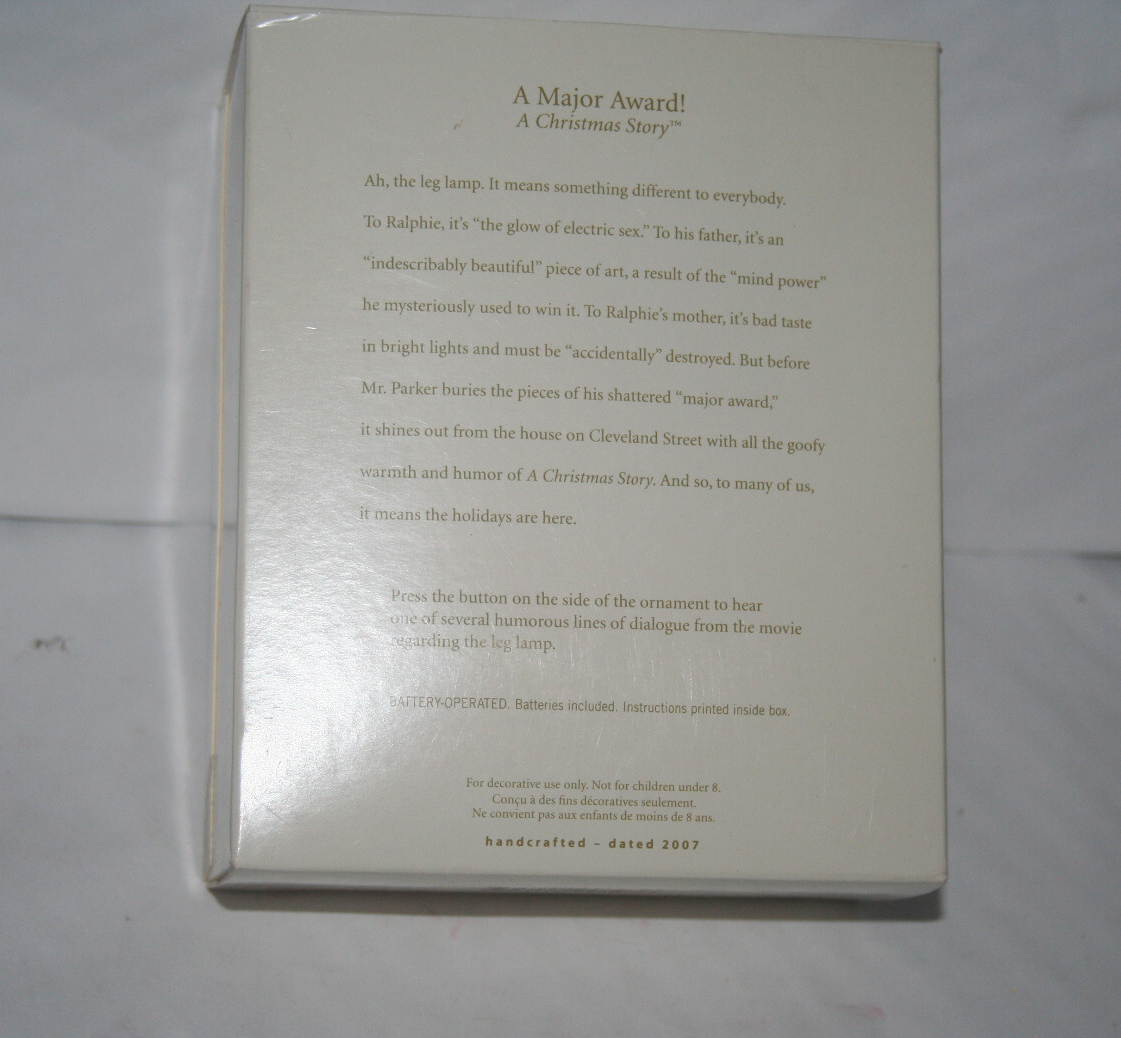 A Major Award!
A Christmas Story™
Ah, the leg lamp. It means something different to everybody.
To Ralphie, it's “the glow of electric sex.” To his father, it's an
“indescribably beautiful” piece of art, a result of the “mind power”
he mysteriously used to win it. To Ralphie's mother, it's bad taste
in bright lights and must be “accidentally” destroyed. But before
Mr. Parker buries the pieces of his shattered “major award,”
it shines out from the house on Cleveland Street with all the goofy
warmth and humor of A Christmas Story. And so, to many of us,
it means the holidays are here.
Press the button on the side of the ornament to hear
one of several humorous lines of dialogue from the movie
regarding the leg lamp.
BATTERY-OPERATED. Batteries included. Instructions printed inside box.
For decorative use only. Not for children under 8.
Conçu à des fins décoratives seulement.
Ne convient pas aux enfants de moins de 8 ans.
handcrafted – dated 2007